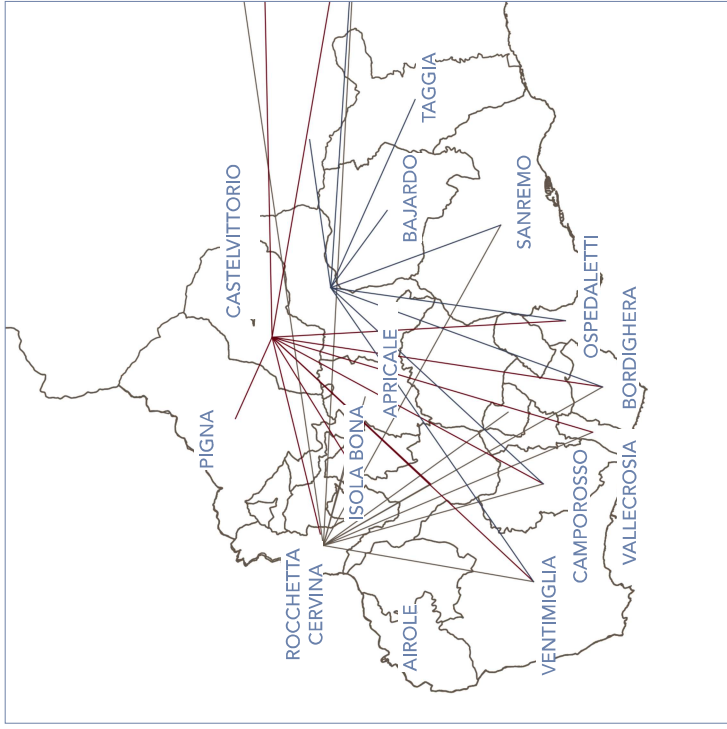 PIGNA
CASTELVITTORIO
ROCCHETTA
CERVINA
ISOLA BONA
APRICALE
BAJARDO
TAGGIA
AIROLE
VENTIMIGLIA
CAMPOROSSO
VALLECROSIA
BORDIGHERA
OSPEDALETTI
SANREMO